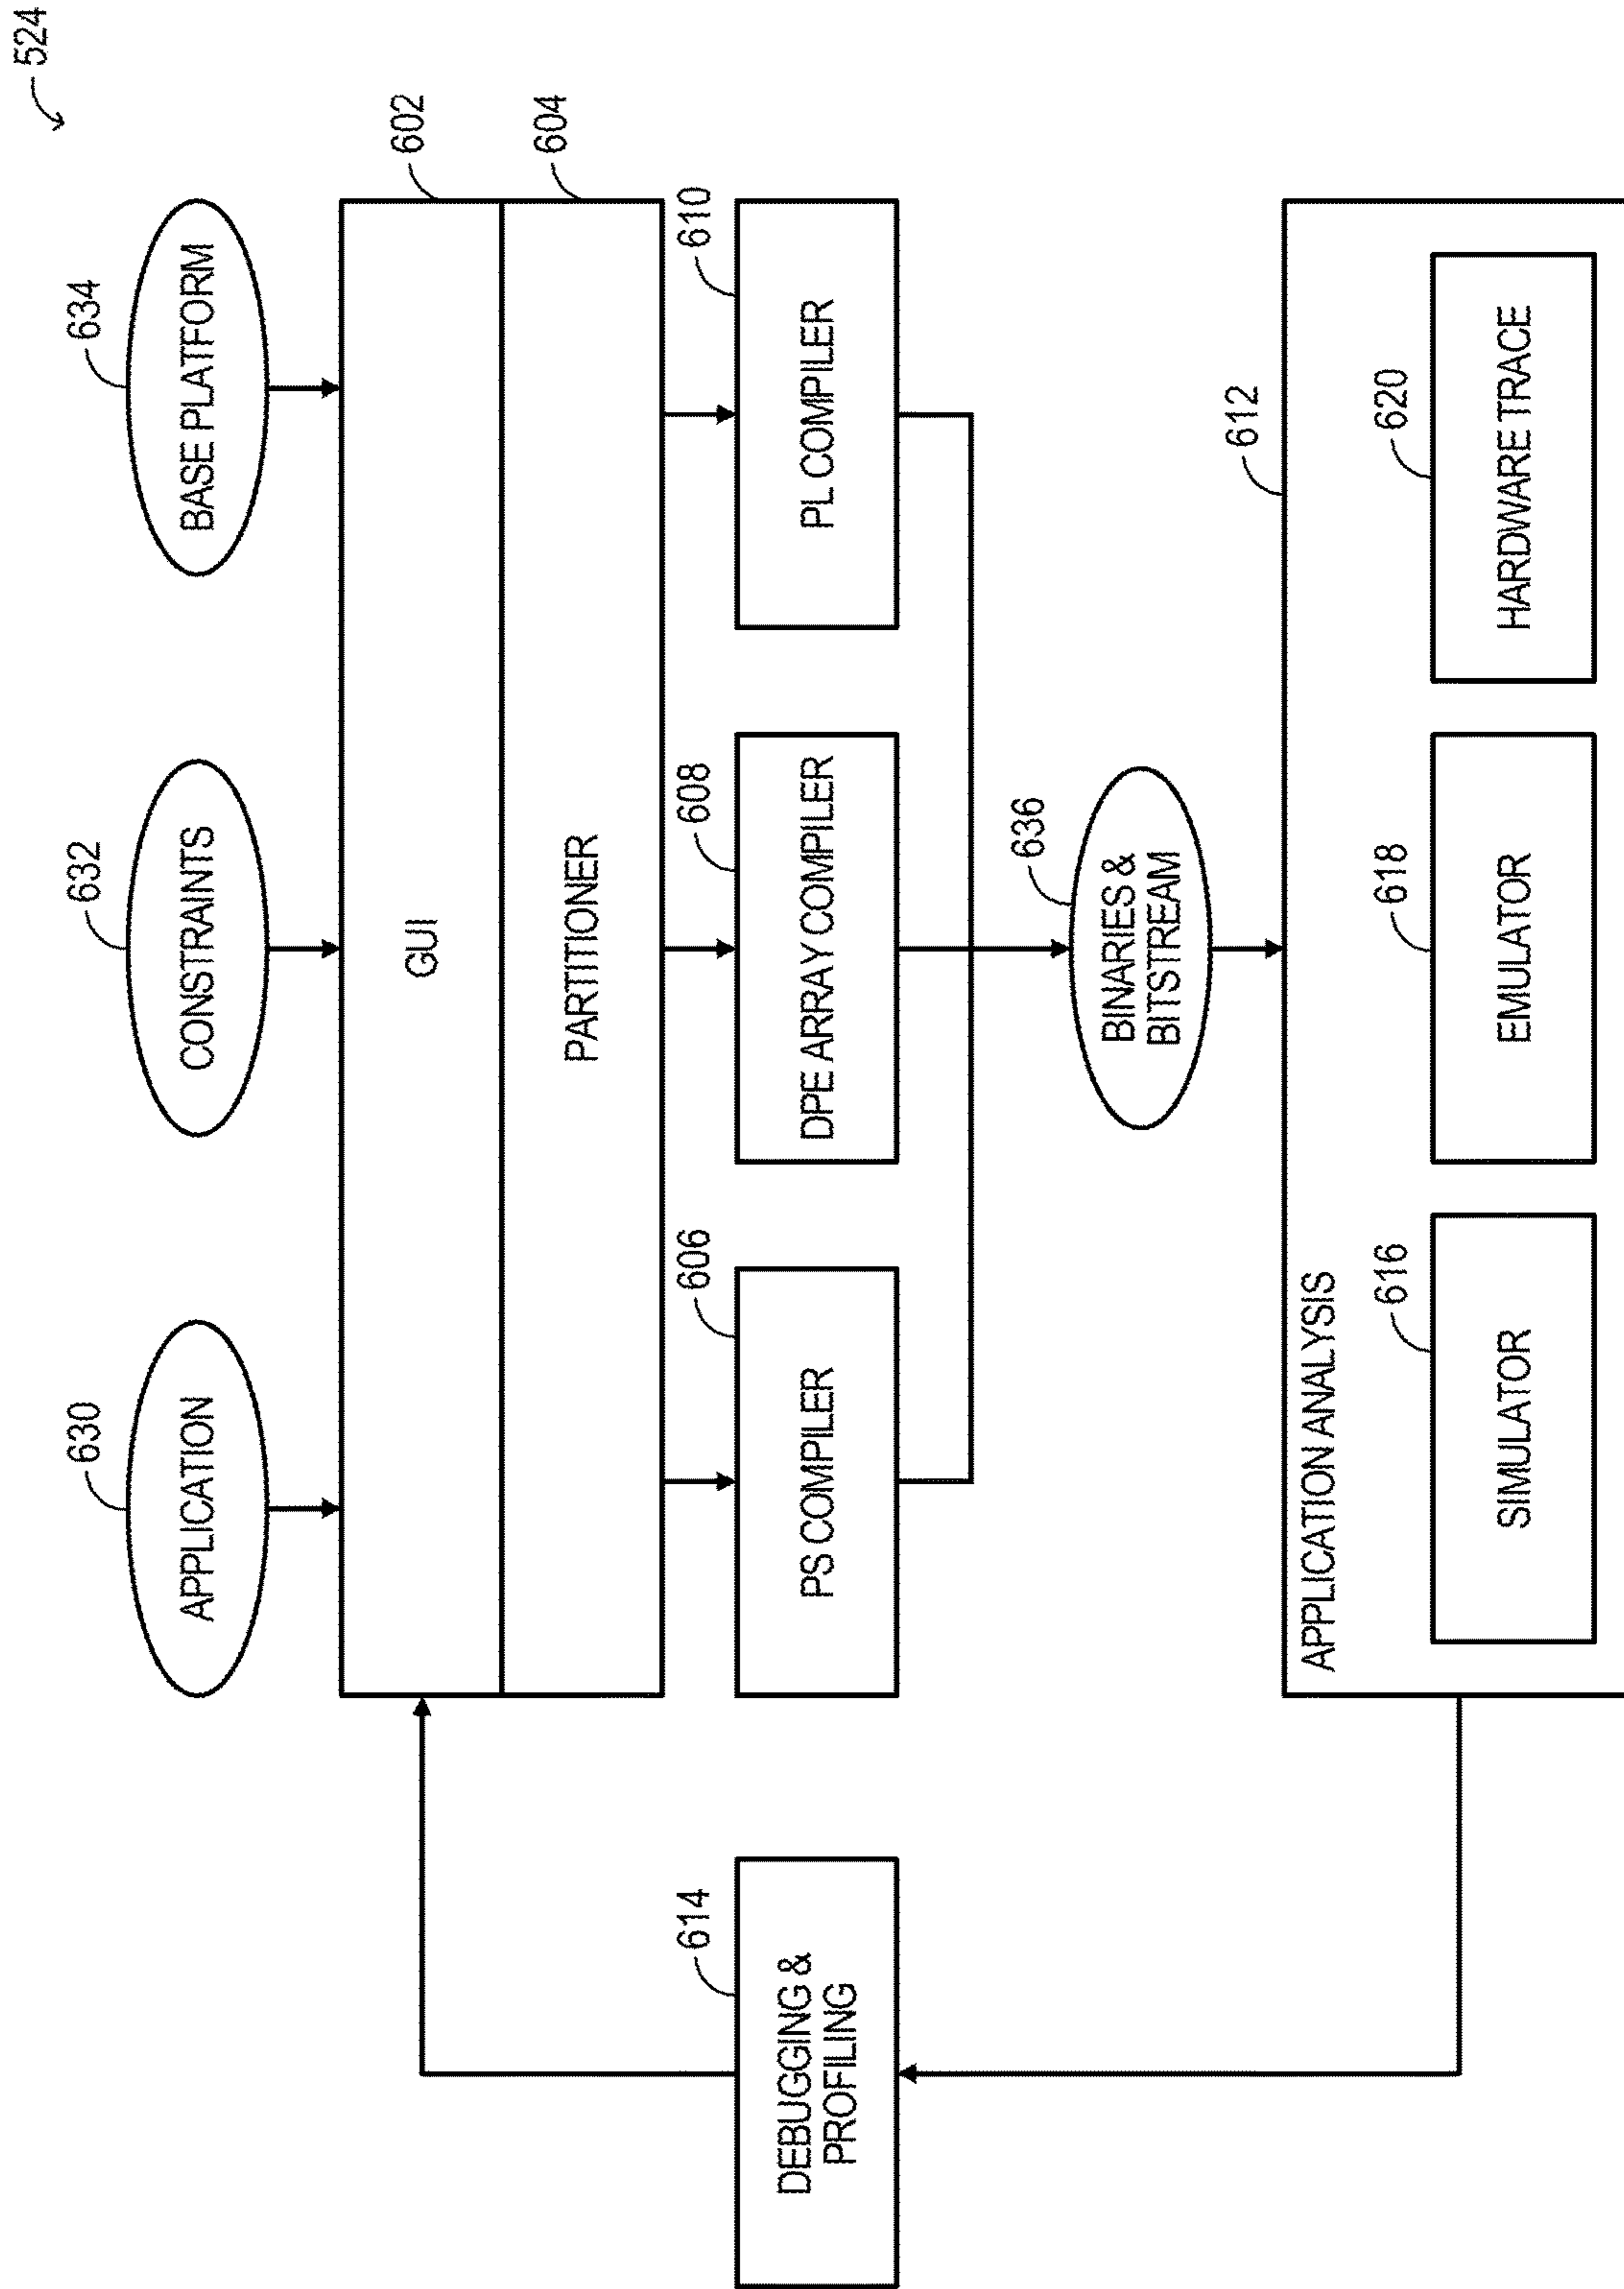 524
630
APPLICATION
632
CONSTRAINTS
634
BASE PLATFORM
602
GUI
604
PARTITIONER
614
DEBUGGING &
PROFILING
606
PS COMPILER
608
DPE ARRAY COMPILER
610
PL COMPILER
636
BINARIES &
BITSTREAM
612
APPLICATION ANALYSIS
616
SIMULATOR
618
EMULATOR
620
HARDWARE TRACE